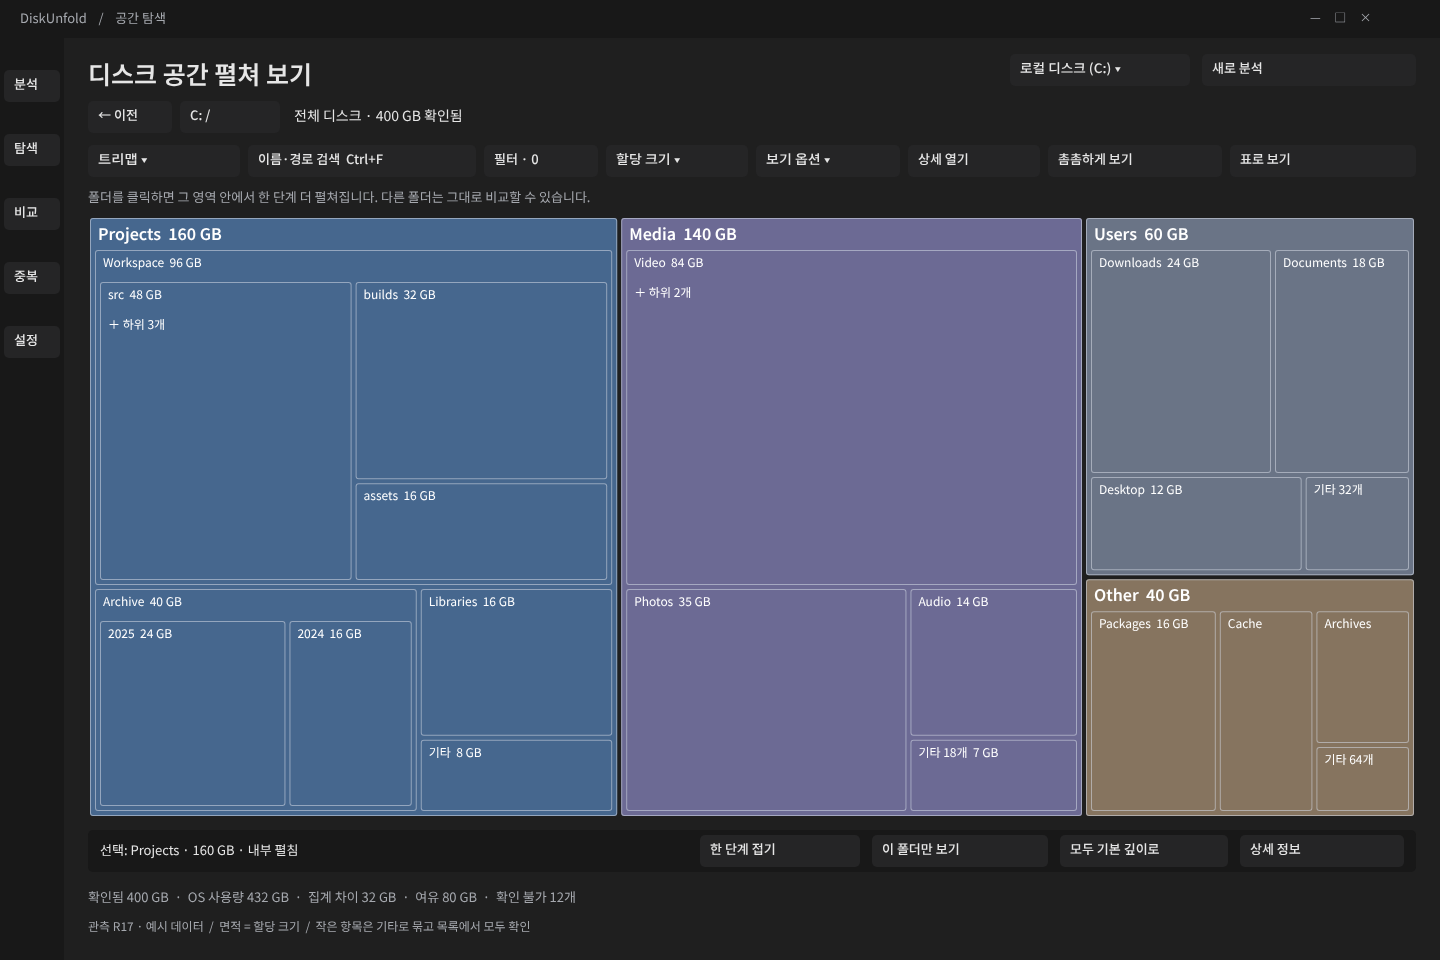 DiskUnfold / 공간 탐색
─ □ ×
분석
탐색
비교
중복
설정
디스크 공간 펼쳐 보기
로컬 디스크 (C:) ▾
새로 분석
← 이전
C: /
전체 디스크 · 400 GB 확인됨
트리맵 ▾
이름·경로 검색 Ctrl+F
필터 · 0
할당 크기 ▾
보기 옵션 ▾
상세 열기
촘촘하게 보기
표로 보기
폴더를 클릭하면 그 영역 안에서 한 단계 더 펼쳐집니다. 다른 폴더는 그대로 비교할 수 있습니다.
Projects 160 GB
Workspace 96 GB
src 48 GB
+ 하위 3개
builds 32 GB
assets 16 GB
Archive 40 GB
2025 24 GB
2024 16 GB
Libraries 16 GB
기타 8 GB
Media 140 GB
Video 84 GB
+ 하위 2개
Photos 35 GB
Audio 14 GB
기타 18개 7 GB
Users 60 GB
Downloads 24 GB
Documents 18 GB
Desktop 12 GB
기타 32개
Other 40 GB
Packages 16 GB
Cache
Archives
기타 64개
선택: Projects · 160 GB · 내부 펼침
한 단계 접기
이 폴더만 보기
모두 기본 깊이로
상세 정보
확인됨 400 GB · OS 사용량 432 GB · 집계 차이 32 GB · 여유 80 GB · 확인 불가 12개
관측 R17 · 예시 데이터 / 면적 = 할당 크기 / 작은 항목은 기타로 묶고 목록에서 모두 확인